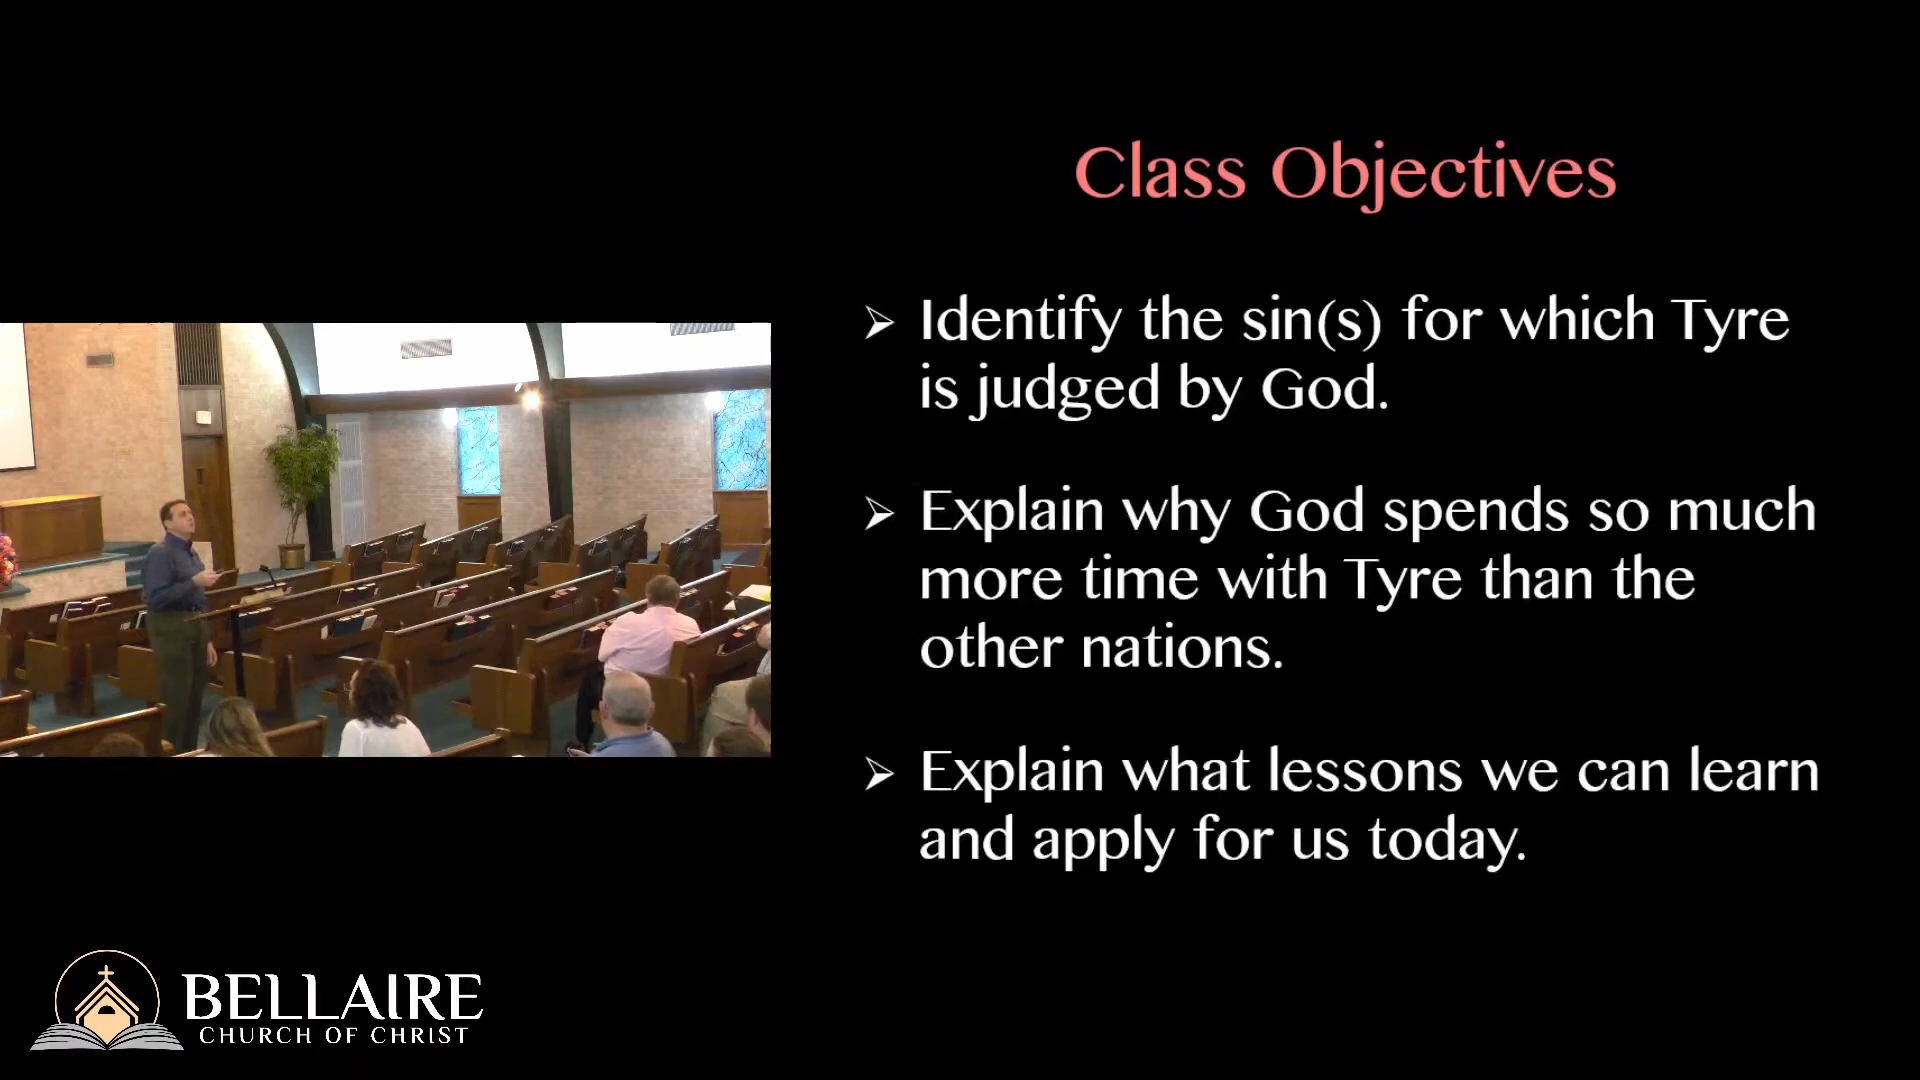 Class Objectives
➢ Identify the sin(s) for which Tyre
is judged by God.
➢ Explain why God spends so much
more time with Tyre than the
other nations.
➢ Explain what lessons we can learn
and apply for us today.
BELLAIRE
CHURCH OF CHRIST